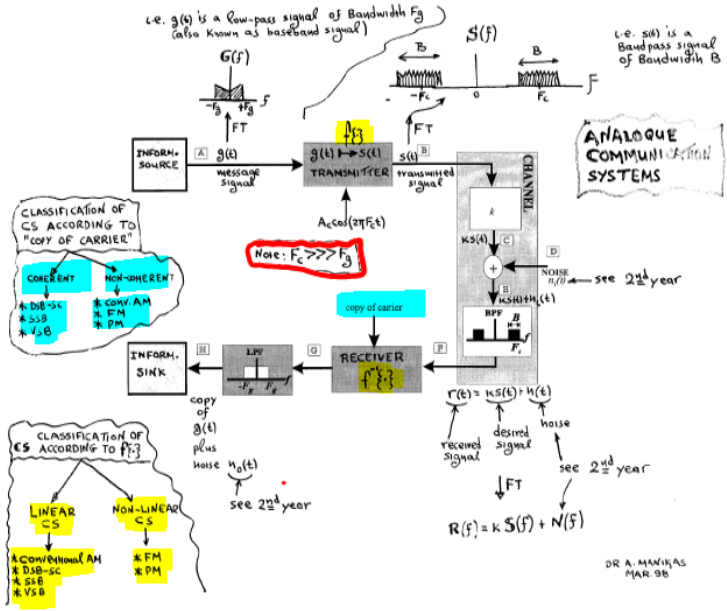 i.e. g(t) is a low-pass signal of Bandwidth Fg
(also known as baseband signal)
G(f)
-Fg +Fg f
FT
S(f)
B B
-Fc 0 Fc F
FT
i.e. s(t) is a
Bandpass signal
of Bandwidth B
ANALOGUE
COMMUNICATION
SYSTEMS
INFORM.
SOURCE
A
g(t)
message
signal
f{}
g(t) ↦ s(t)
TRANSMITTER
s(t) B
transmitted
signal
Ac cos(2πFct)
Note: Fc >>> Fg
CHANNEL
k
KS(t) C
+
D
NOISE
ni(t)
see 2nd year
E
KS(t)+ni(t)
BPF B
Fc f
CLASSIFICATION OF
CS ACCORDING TO
"COPY OF CARRIER"
COHERENT NON-COHERENT
* DSB-SC
* SSB
* VSB
* Conv. AM
* FM
* PM
copy of carrier
INFORM.
SINK
H
LPF
-Fg Fg f
G
RECEIVER
f⁻¹{.}
F
copy
of
g(t)
plus
noise no(t)
see 2nd year
r(t) = KS(t) + n(t)
received
signal
desired
signal
noise
see 2nd year
FT
R(f) = K S(f) + N(f)
CLASSIFICATION OF
CS ACCORDING TO f{.}
LINEAR
CS
NON-LINEAR
CS
* Conventional AM
* DSB-SC
* SSB
* VSB
* FM
* PM
DR A. MANIKAS
MAR. 98